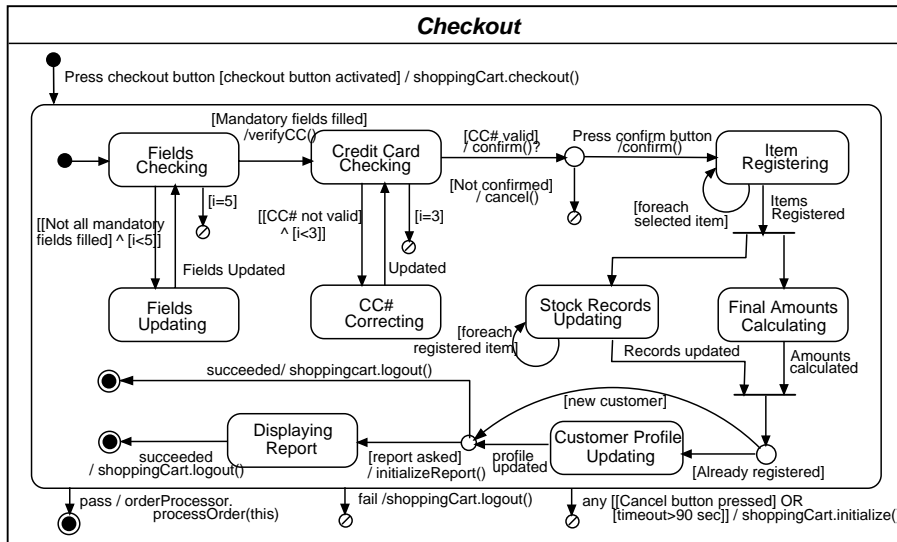 Checkout
Press checkout button [checkout button activated] / shoppingCart.checkout()
[Mandatory fields filled]
/verifyCC()
[CC# valid]
/ confirm()?
Press confirm button
/confirm()
Fields
Checking
Credit Card
Checking
Item
Registering
[i=5]
[Not confirmed]
/ cancel()
[[Not all mandatory
fields filled] ^ [i<5]]
[[CC# not valid]
^ [i<3]]
[i=3]
[foreach
selected item]
Items
Registered
Fields Updated
Updated
Fields
Updating
CC#
Correcting
Stock Records
Updating
Final Amounts
Calculating
[foreach
registered item]
Records updated
Amounts
calculated
succeeded/ shoppingcart.logout()
[new customer]
Displaying
Report
Customer Profile
Updating
succeeded
/ shoppingCart.logout()
[report asked]
/ initializeReport()
profile
updated
[Already registered]
pass / orderProcessor.
processOrder(this)
fail /shoppingCart.logout()
any [[Cancel button pressed] OR
[timeout>90 sec]] / shoppingCart.initialize()